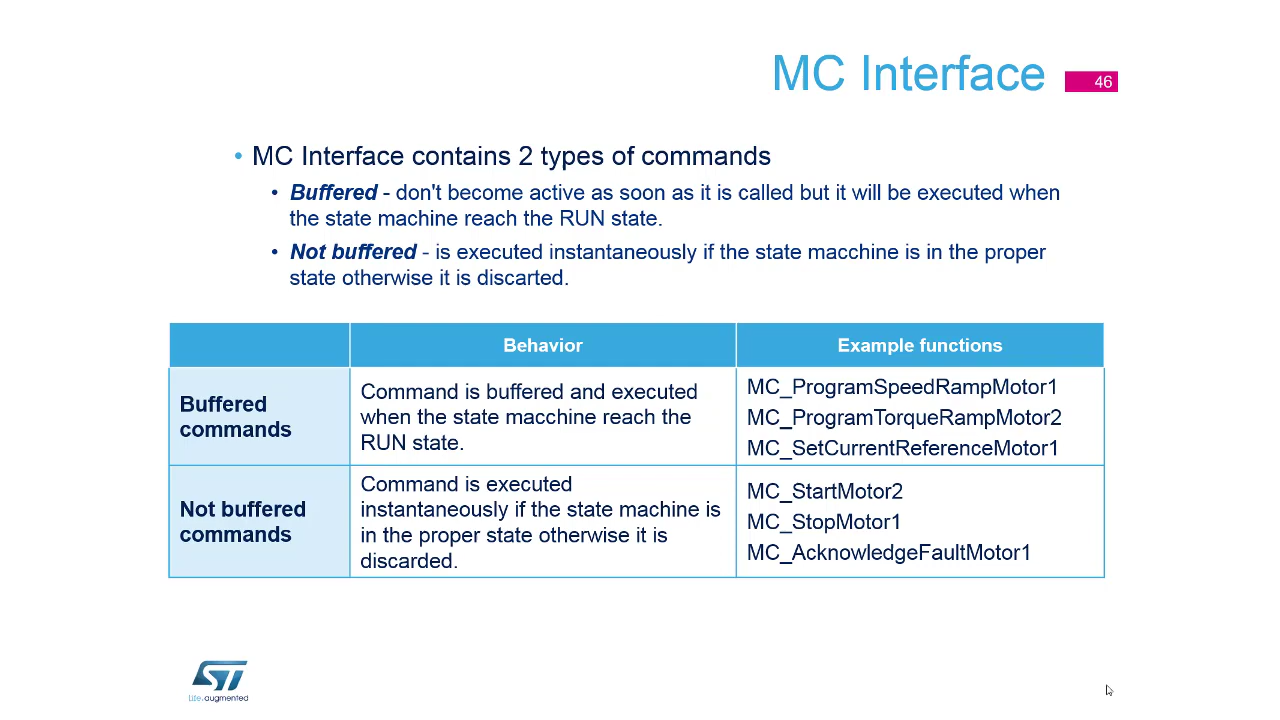 MC Interface
46
• MC Interface contains 2 types of commands
• Buffered - don't become active as soon as it is called but it will be executed when
the state machine reach the RUN state.
• Not buffered - is executed instantaneously if the state macchine is in the proper
state otherwise it is discarted.
Behavior
Example functions
Buffered
commands
Command is buffered and executed
when the state macchine reach the
RUN state.
MC_ProgramSpeedRampMotor1
MC_ProgramTorqueRampMotor2
MC_SetCurrentReferenceMotor1
Not buffered
commands
Command is executed
instantaneously if the state machine is
in the proper state otherwise it is
discarded.
MC_StartMotor2
MC_StopMotor1
MC_AcknowledgeFaultMotor1
ST
life.augmented